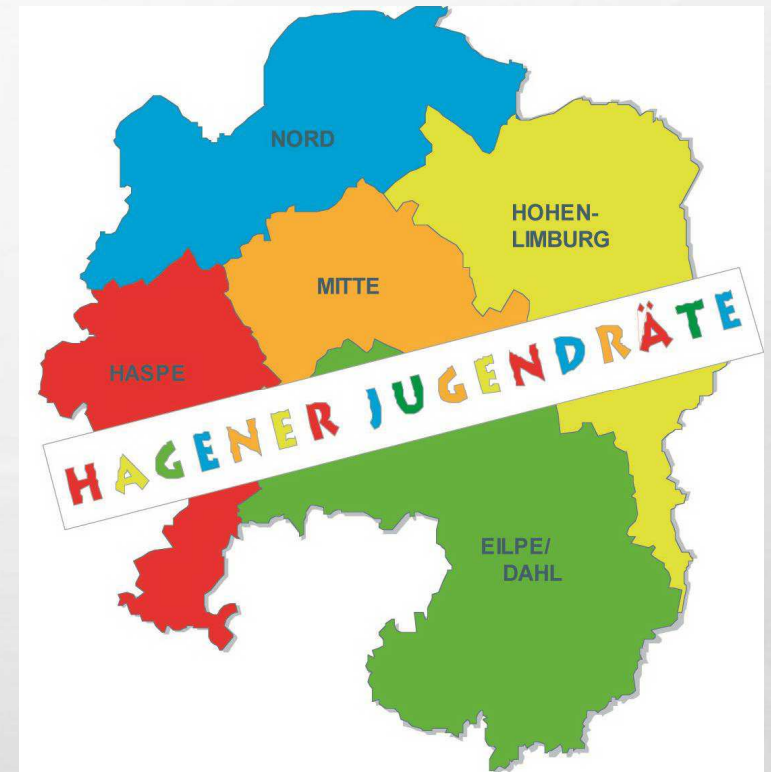 NORD
HOHEN-
LIMBURG
MITTE
HASPE
HAGENER JUGENDRÄTE
EILPE/
DAHL